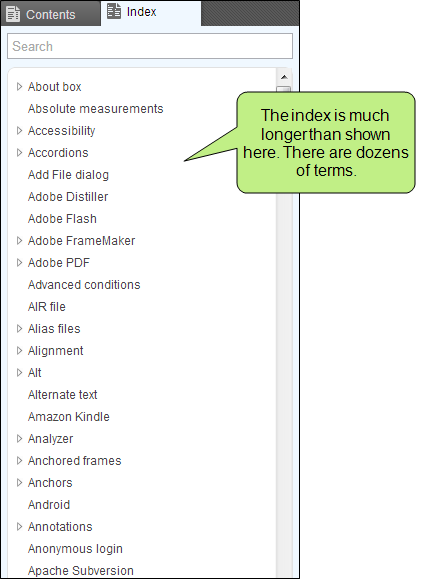 Contents
Index
Search
About box
Absolute measurements
Accessibility
Accordions
Add File dialog
Adobe Distiller
Adobe Flash
Adobe FrameMaker
Adobe PDF
Advanced conditions
AIR file
Alias files
Alignment
Alt
Alternate text
Amazon Kindle
Analyzer
Anchored frames
Anchors
Android
Annotations
Anonymous login
Apache Subversion
The index is much
longer than shown
here. There are dozens
of terms.